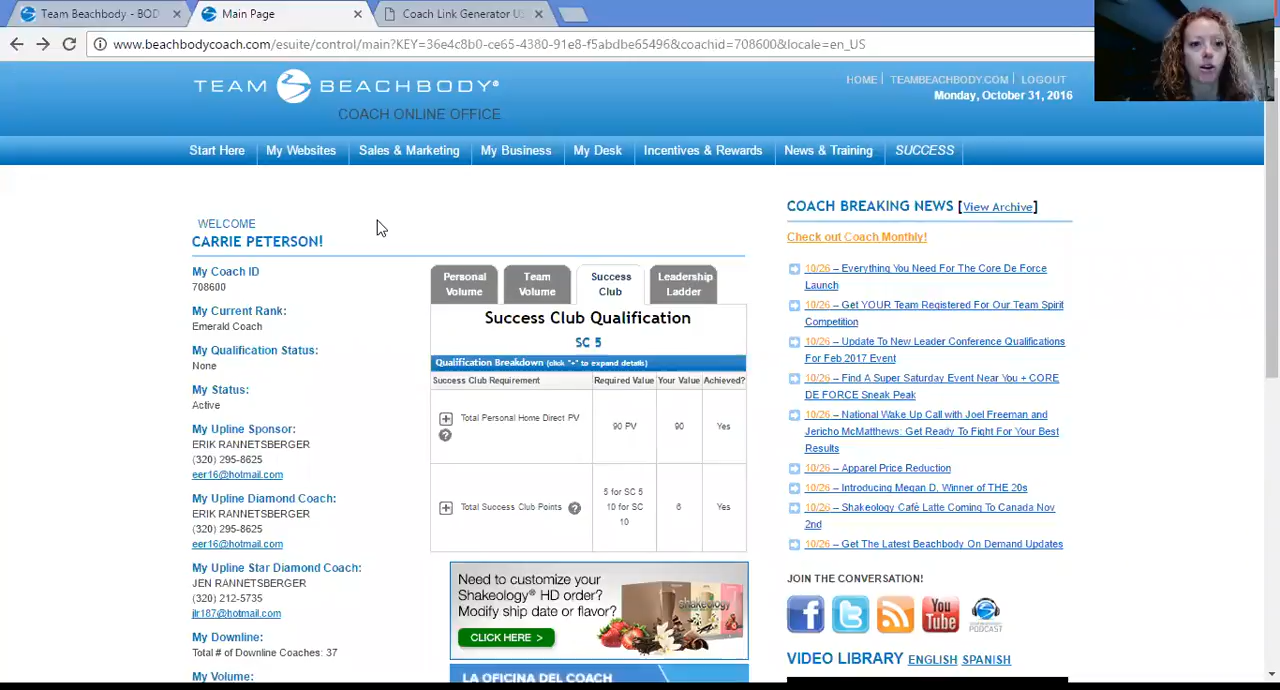 Team Beachbody - BOD
Main Page
Coach Link Generator US
www.beachbodycoach.com/esuite/control/main?KEY=36e4c8b0-ce65-4380-91e8-f5abdbe65496&coachid=708600&locale=en_US
TEAM BEACHBODY®
COACH ONLINE OFFICE
HOME | TEAMBEACHBODY.COM | LOGOUT
Monday, October 31, 2016
Start Here My Websites Sales & Marketing My Business My Desk Incentives & Rewards News & Training SUCCESS
WELCOME
CARRIE PETERSON!
My Coach ID
708600
My Current Rank:
Emerald Coach
My Qualification Status:
None
My Status:
Active
My Upline Sponsor:
ERIK RANNETSBERGER
(320) 295-8625
eer16@hotmail.com
My Upline Diamond Coach:
ERIK RANNETSBERGER
(320) 295-8625
eer16@hotmail.com
My Upline Star Diamond Coach:
JEN RANNETSBERGER
(320) 212-5735
jlr187@hotmail.com
My Downline:
Total # of Downline Coaches: 37
My Volume:
Personal Volume
Team Volume
Success Club
Leadership Ladder
Success Club Qualification
SC 5
Qualification Breakdown (click "+" to expand details)
Success Club Requirement Required Value Your Value Achieved?
Total Personal Home Direct PV 90 PV 90 Yes
Total Success Club Points 5 for SC 5 10 for SC 10 6 Yes
Need to customize your
Shakeology® HD order?
Modify ship date or flavor?
CLICK HERE >
shakeology
LA OFICINA DEL COACH
COACH BREAKING NEWS [View Archive]
Check out Coach Monthly!
10/26 – Everything You Need For The Core De Force
Launch
10/26 – Get YOUR Team Registered For Our Team Spirit
Competition
10/26 – Update To New Leader Conference Qualifications
For Feb 2017 Event
10/26 – Find A Super Saturday Event Near You + CORE
DE FORCE Sneak Peak
10/26 – National Wake Up Call with Joel Freeman and
Jericho McMatthews: Get Ready To Fight For Your Best
Results
10/26 – Apparel Price Reduction
10/26 – Introducing Megan D, Winner of THE 20s
10/26 – Shakeology Café Latte Coming To Canada Nov
2nd
10/26 – Get The Latest Beachbody On Demand Updates
JOIN THE CONVERSATION!
You Tube
PODCAST
VIDEO LIBRARY ENGLISH SPANISH